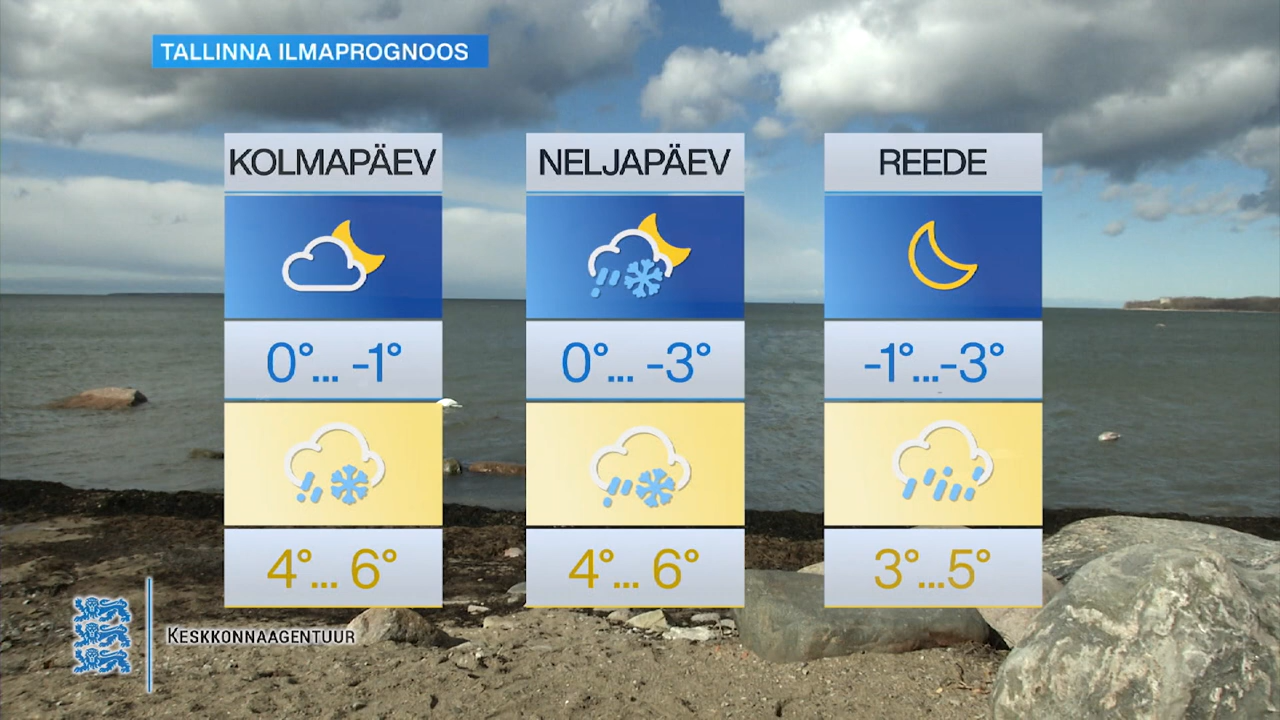 TALLINNA ILMAPROGNOOS
KOLMAPÄEV
0°... -1°
4°... 6°
NELJAPÄEV
0°... -3°
4°... 6°
REEDE
-1°...-3°
3°...5°
KESKKONNAAGENTUUR